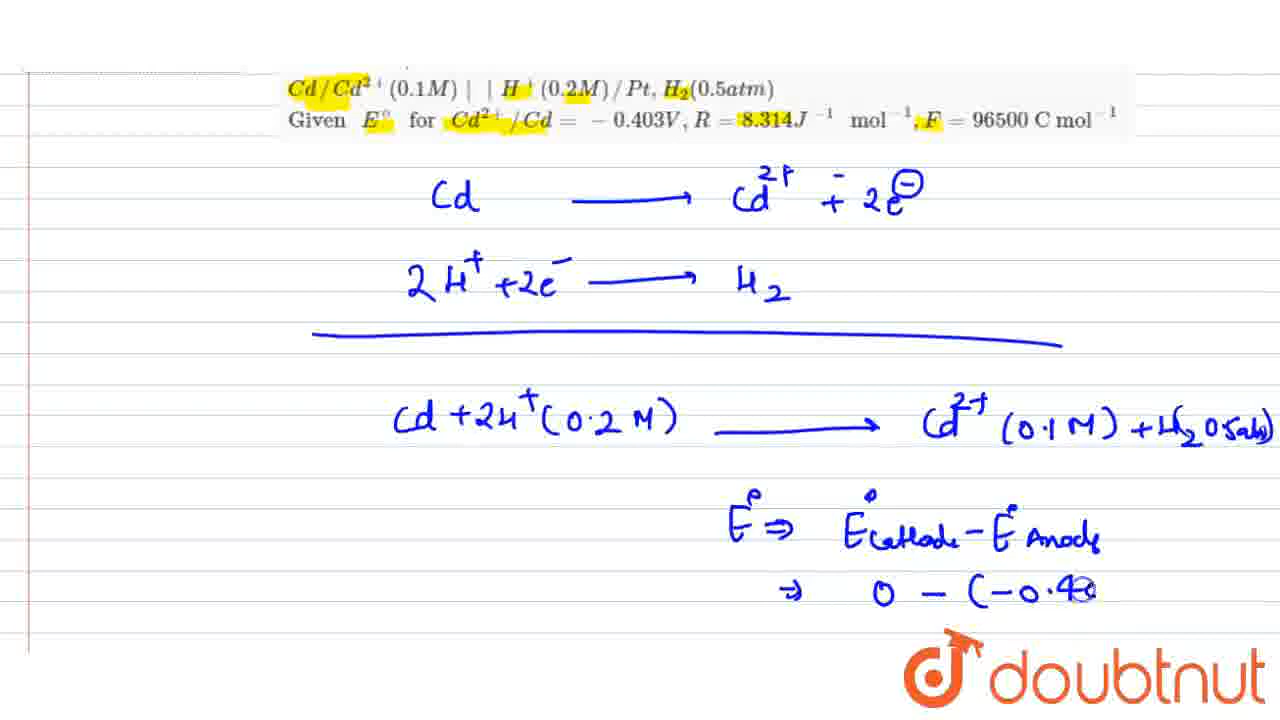 Cd/Cd²⁺(0.1M) | | H⁺(0.2M)/Pt, H₂(0.5atm)
Given E° for Cd²⁺/Cd = −0.403V, R = 8.314J⁻¹ mol⁻¹, F = 96500 C mol⁻¹
Cd ⟶ Cd²⁺ + 2e⊖
2H⁺ + 2e⁻ ⟶ H₂
Cd + 2H⁺ (0.2 M) ⟶ Cd²⁺ (0.1 M) + H₂ (0.5atm)
E° ⇒ E°Cathode − E°Anode
⇒ 0 − (−0.40
doubtnut